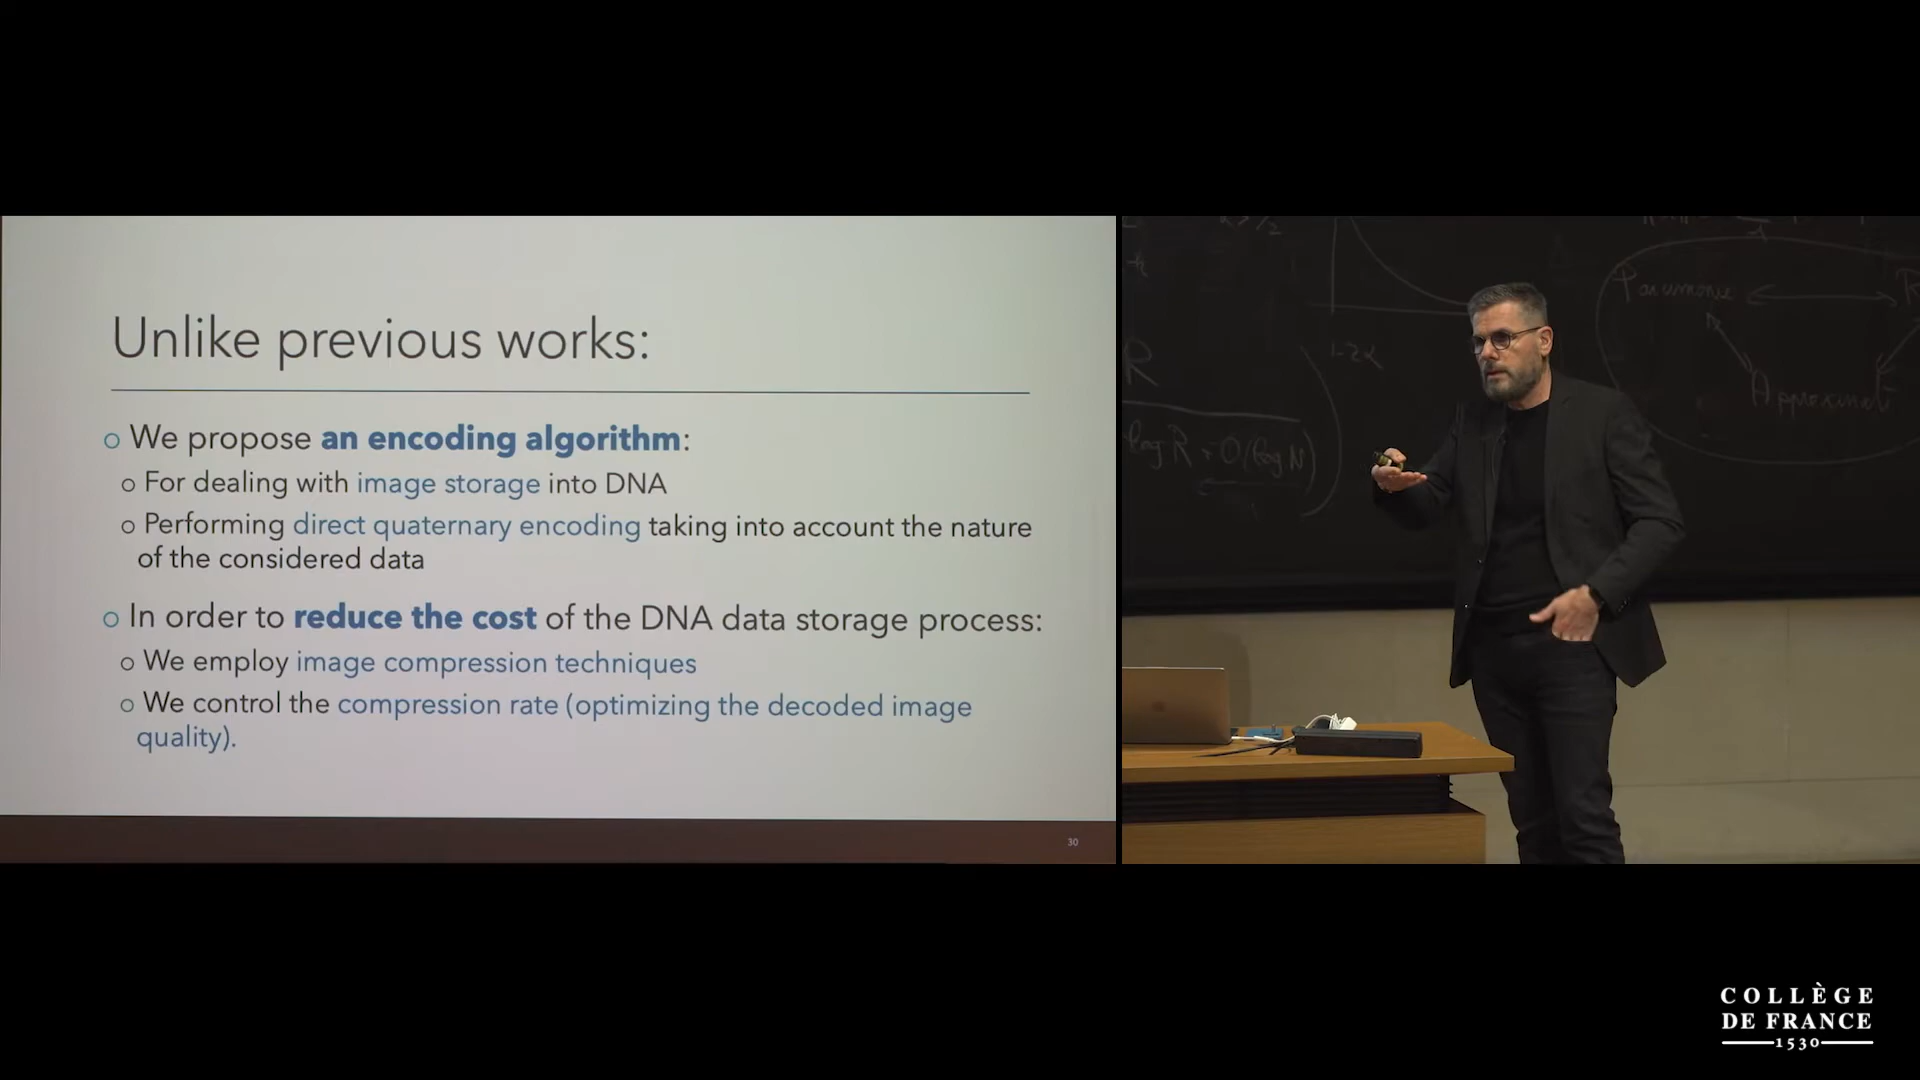 Unlike previous works:
o We propose an encoding algorithm:
o For dealing with image storage into DNA
o Performing direct quaternary encoding taking into account the nature
of the considered data
o In order to reduce the cost of the DNA data storage process:
o We employ image compression techniques
o We control the compression rate (optimizing the decoded image
quality).
30
R
1-2α
log R + O(log N)
COLLÈGE
DE FRANCE
1530